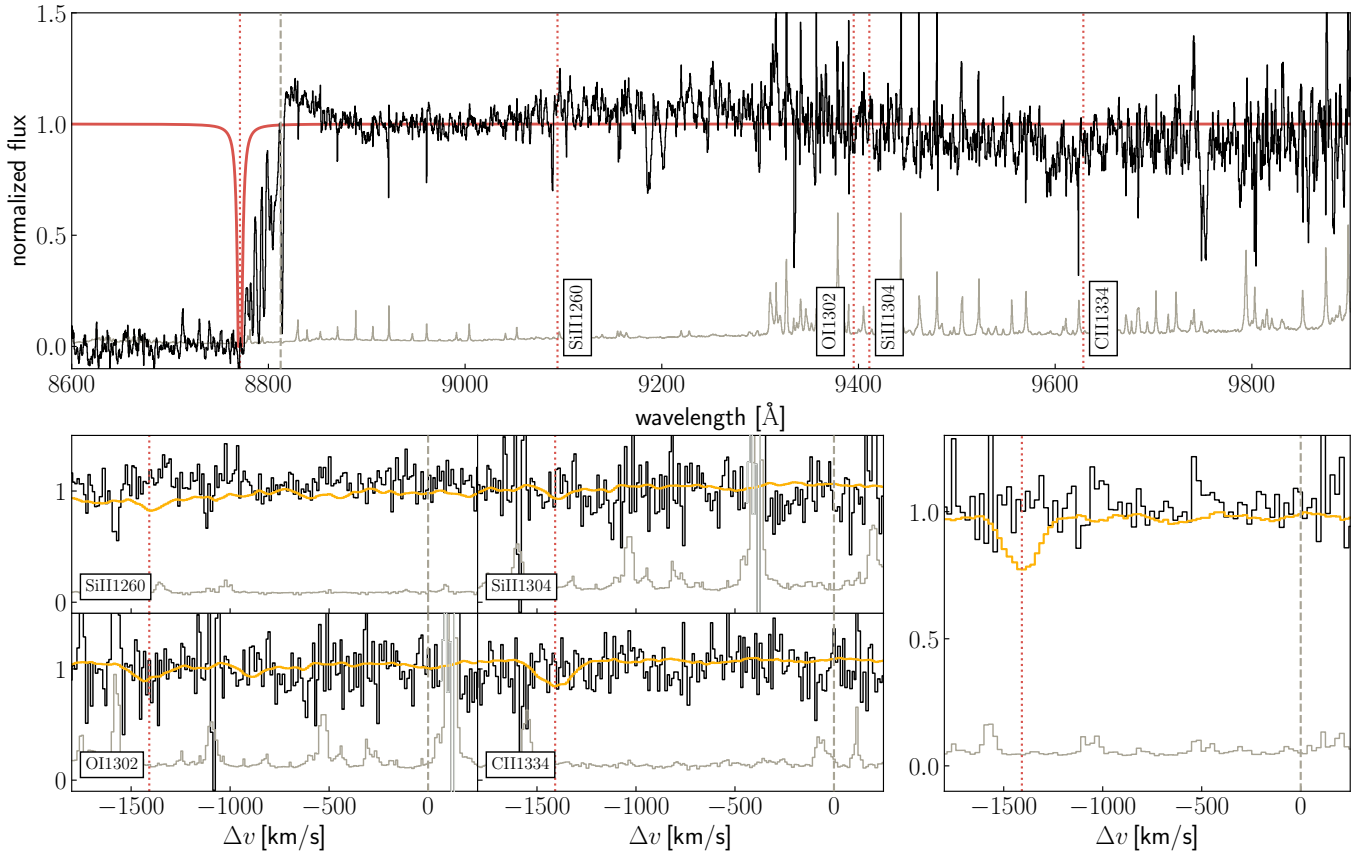 1.5
1.0
0.5
0.0
normalized flux
SiII1260
OI1302
SiII1304
CII1334
8600 8800 9000 9200 9400 9600 9800
wavelength [Å]
1
0
SiII1260
SiII1304
1
0
OI1302
CII1334
−1500 −1000 −500 0
−1500 −1000 −500 0
Δv [km/s]
Δv [km/s]
1.0
0.5
0.0
−1500 −1000 −500 0
Δv [km/s]